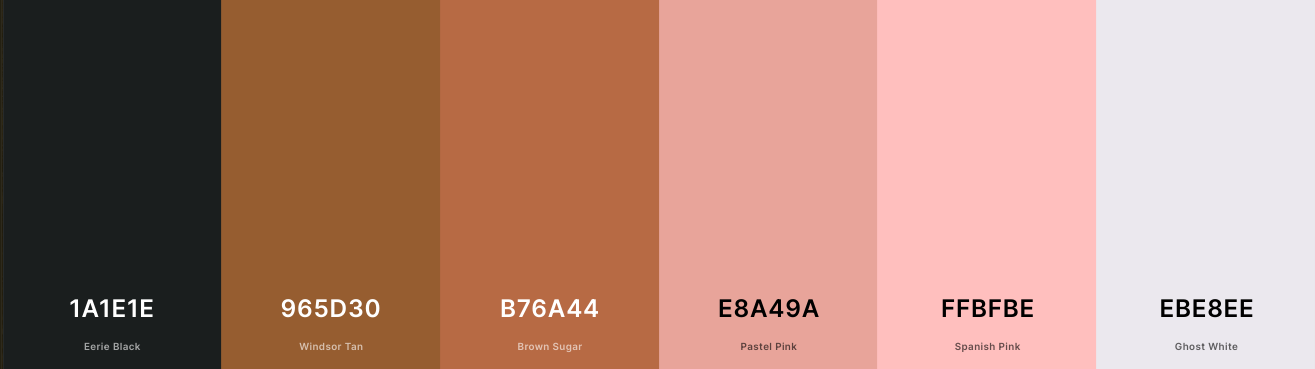 1A1E1E
Eerie Black
965D30
Windsor Tan
B76A44
Brown Sugar
E8A49A
Pastel Pink
FFBFBE
Spanish Pink
EBE8EE
Ghost White